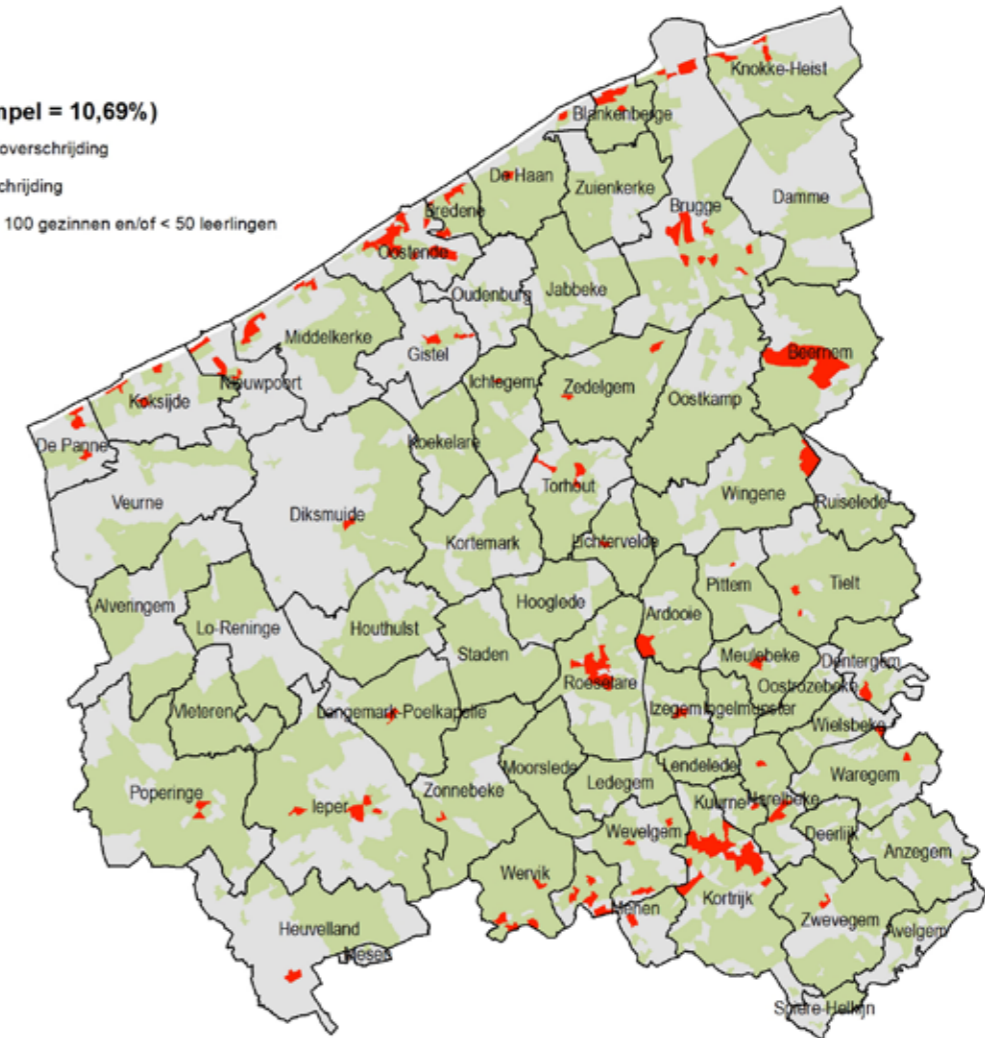 mpel = 10,69%)
overschrijding
chrijding
100 gezinnen en/of < 50 leerlingen
Knokke-Heist
Blankenberge
De Haan
Zuienkerke
Brugge
Damme
Bredene
Oostende
Oudenburg
Jabbeke
Middelkerke
Gistel
Beernem
Nieuwpoort
Ichtegem
Zedelgem
Oostkamp
Koksijde
De Panne
Koekelare
Veurne
Torhout
Wingene
Ruiselede
Diksmuide
Kortemark
Lichtervelde
Pittem
Tielt
Alveringem
Hooglede
Ardooie
Lo-Reninge
Houthulst
Staden
Meulebeke
Dentergem
Roeselare
Oostrozebeke
Vleteren
Langemark-Poelkapelle
Izegem
Ingelmunster
Wielsbeke
Moorslede
Ledegem
Lendelede
Waregem
Poperinge
Ieper
Zonnebeke
Kuurne
Harelbeke
Wevelgem
Deerlijk
Anzegem
Wervik
Kortrijk
Menen
Zwevegem
Avelgem
Heuvelland
Mesen
Spiere-Helkijn